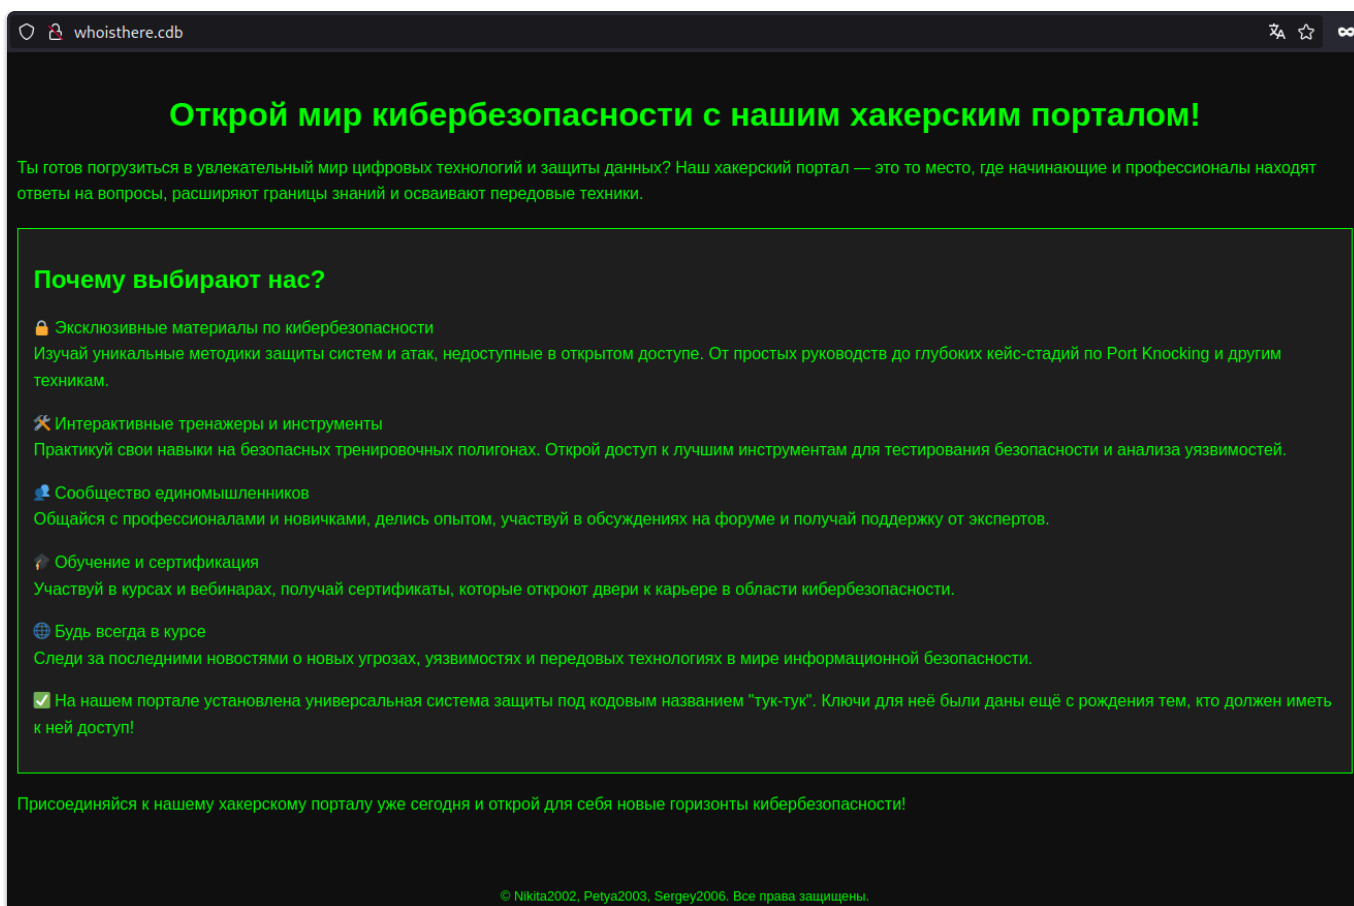 whoisthere.cdb
Открой мир кибербезопасности с нашим хакерским порталом!
Ты готов погрузиться в увлекательный мир цифровых технологий и защиты данных? Наш хакерский портал — это то место, где начинающие и профессионалы находят
ответы на вопросы, расширяют границы знаний и осваивают передовые техники.
Почему выбирают нас?
🔒 Эксклюзивные материалы по кибербезопасности
Изучай уникальные методики защиты систем и атак, недоступные в открытом доступе. От простых руководств до глубоких кейс-стадий по Port Knocking и другим
техникам.
🛠️ Интерактивные тренажеры и инструменты
Практикуй свои навыки на безопасных тренировочных полигонах. Открой доступ к лучшим инструментам для тестирования безопасности и анализа уязвимостей.
👥 Сообщество единомышленников
Общайся с профессионалами и новичками, делись опытом, участвуй в обсуждениях на форуме и получай поддержку от экспертов.
🎓 Обучение и сертификация
Участвуй в курсах и вебинарах, получай сертификаты, которые откроют двери к карьере в области кибербезопасности.
🌐 Будь всегда в курсе
Следи за последними новостями о новых угрозах, уязвимостях и передовых технологиях в мире информационной безопасности.
✅ На нашем портале установлена универсальная система защиты под кодовым названием "тук-тук". Ключи для неё были даны ещё с рождения тем, кто должен иметь
к ней доступ!
Присоединяйся к нашему хакерскому порталу уже сегодня и открой для себя новые горизонты кибербезопасности!
© Nikita2002, Petya2003, Sergey2006. Все права защищены.